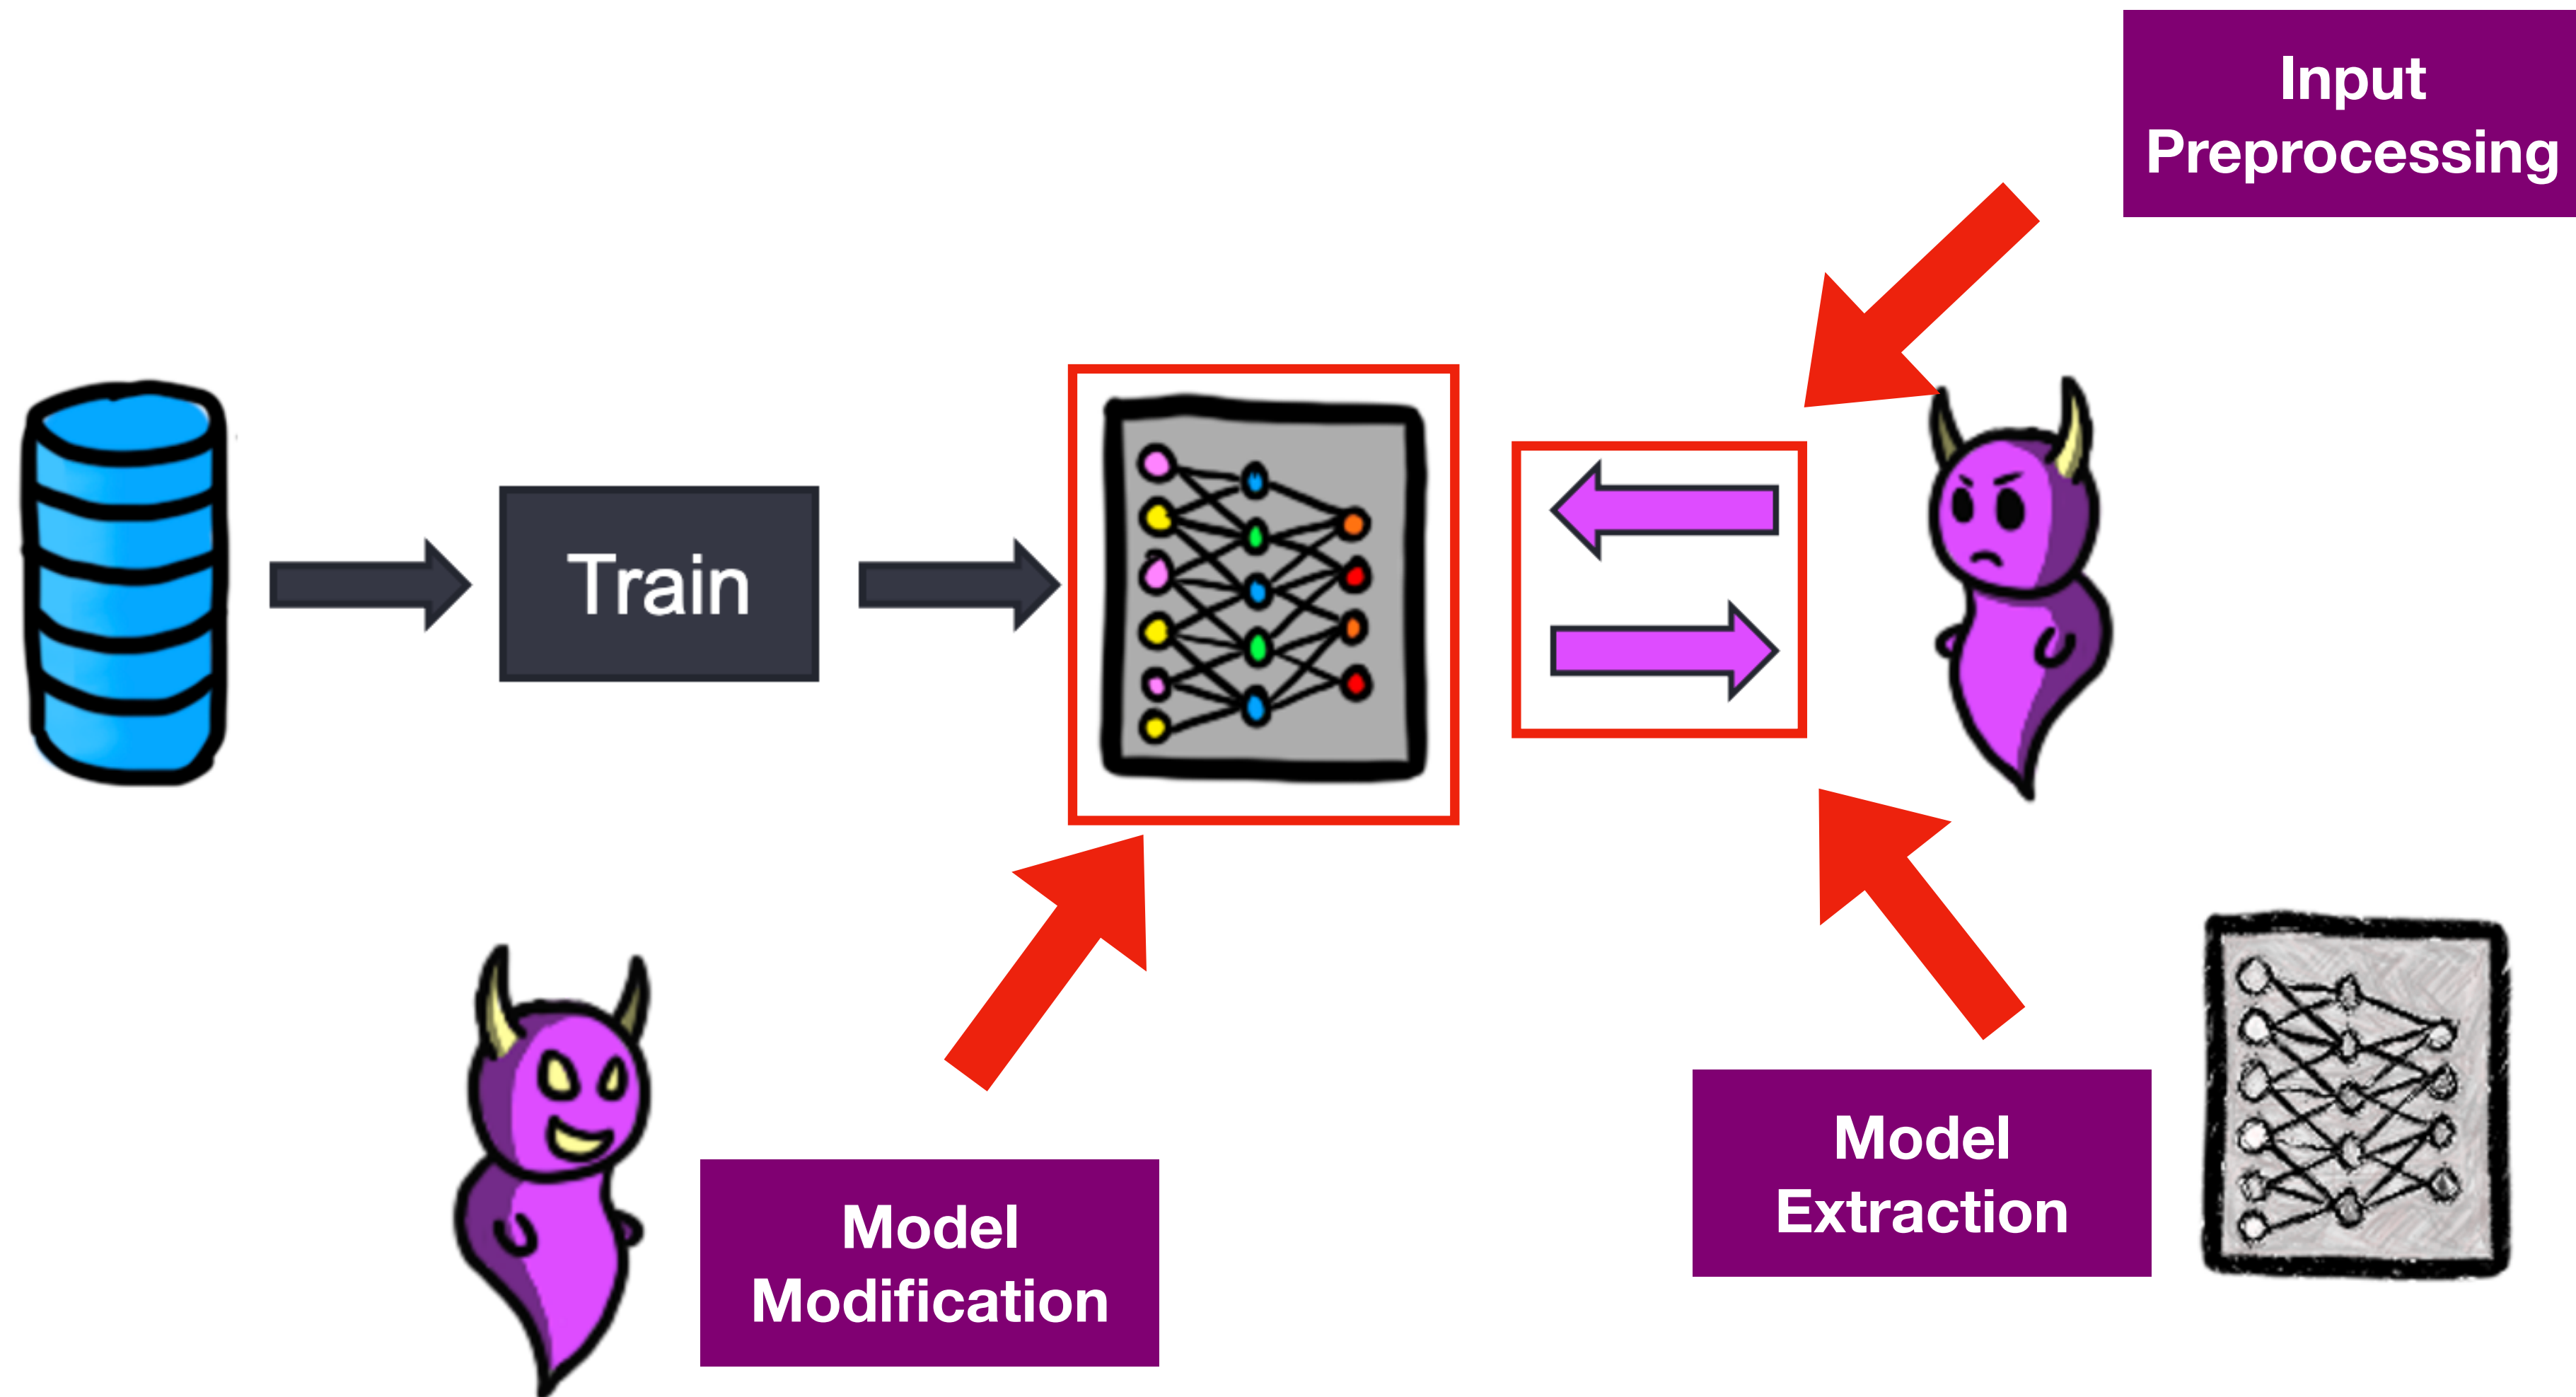 Input
Preprocessing
Train
Model
Modification
Model
Extraction